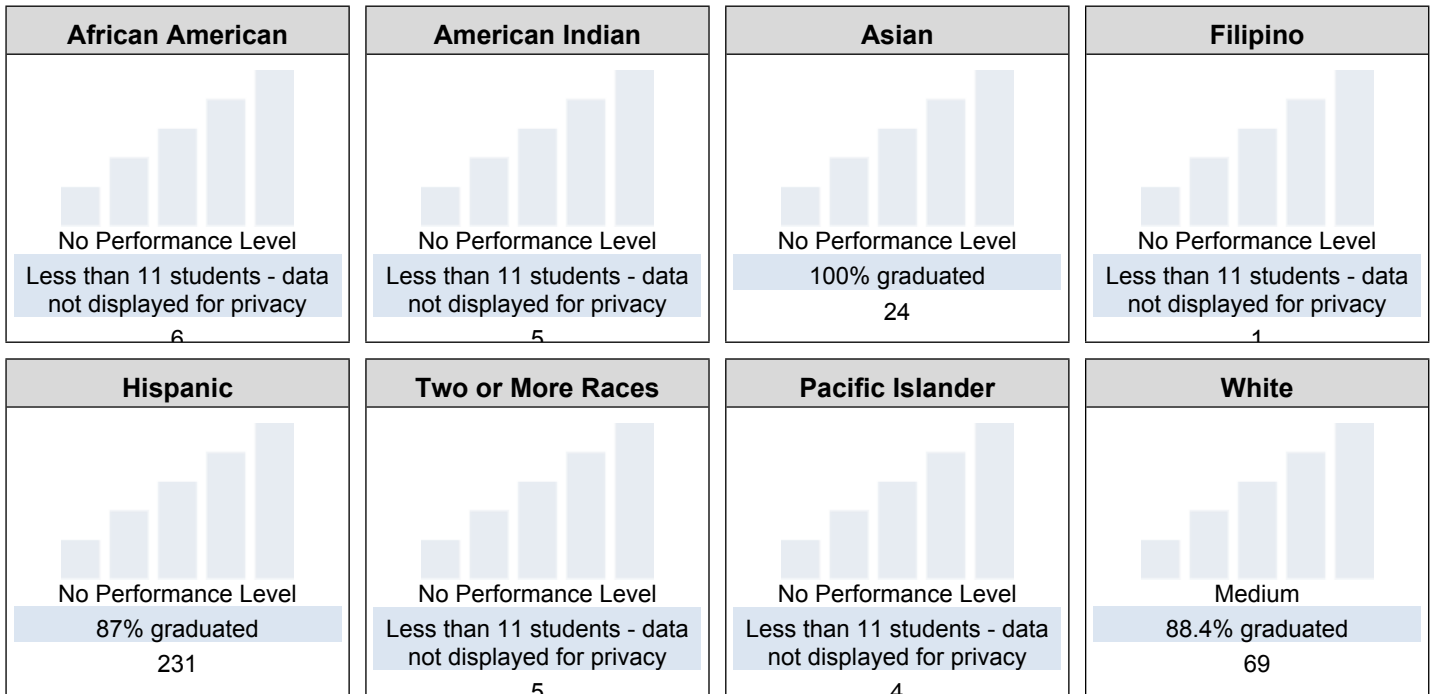 African American
No Performance Level
Less than 11 students - data
not displayed for privacy
6
American Indian
No Performance Level
Less than 11 students - data
not displayed for privacy
5
Asian
No Performance Level
100% graduated
24
Filipino
No Performance Level
Less than 11 students - data
not displayed for privacy
1
Hispanic
No Performance Level
87% graduated
231
Two or More Races
No Performance Level
Less than 11 students - data
not displayed for privacy
5
Pacific Islander
No Performance Level
Less than 11 students - data
not displayed for privacy
4
White
Medium
88.4% graduated
69